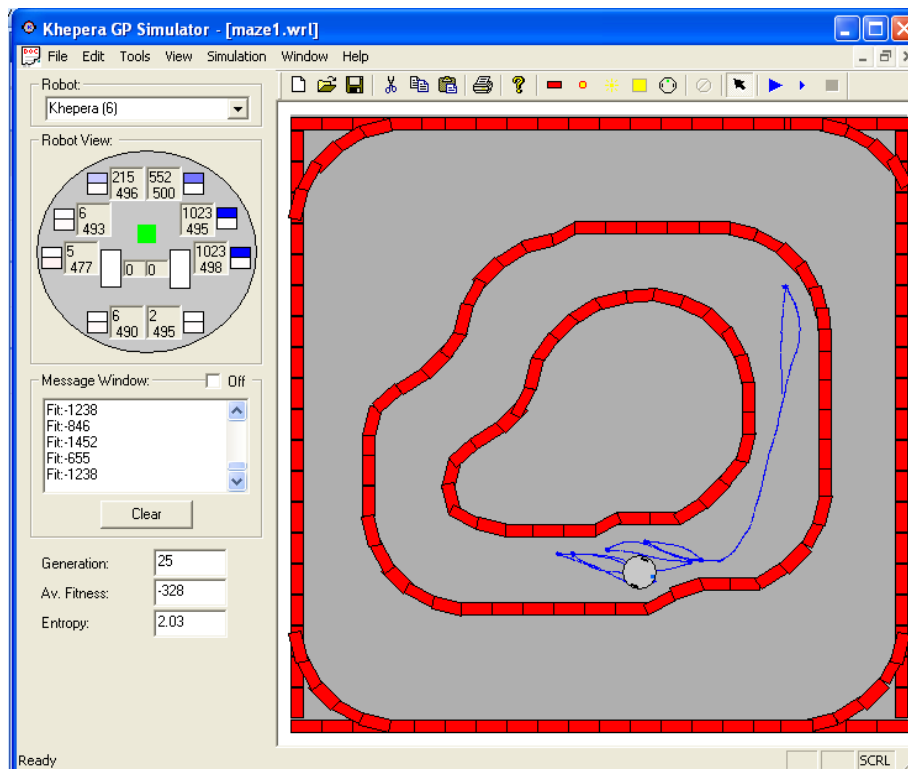 Khepera GP Simulator - [maze1.wrl]
File Edit Tools View Simulation Window Help
Robot:
Khepera (6)
Robot View:
215 552
496 500
6 1023
493 495
5 1023
477 498
0 0
6 2
490 495
Message Window: Off
Fit:-1238
Fit:-846
Fit:-1452
Fit:-655
Fit:-1238
Clear
Generation: 25
Av. Fitness: -328
Entropy: 2.03
Ready SCRL